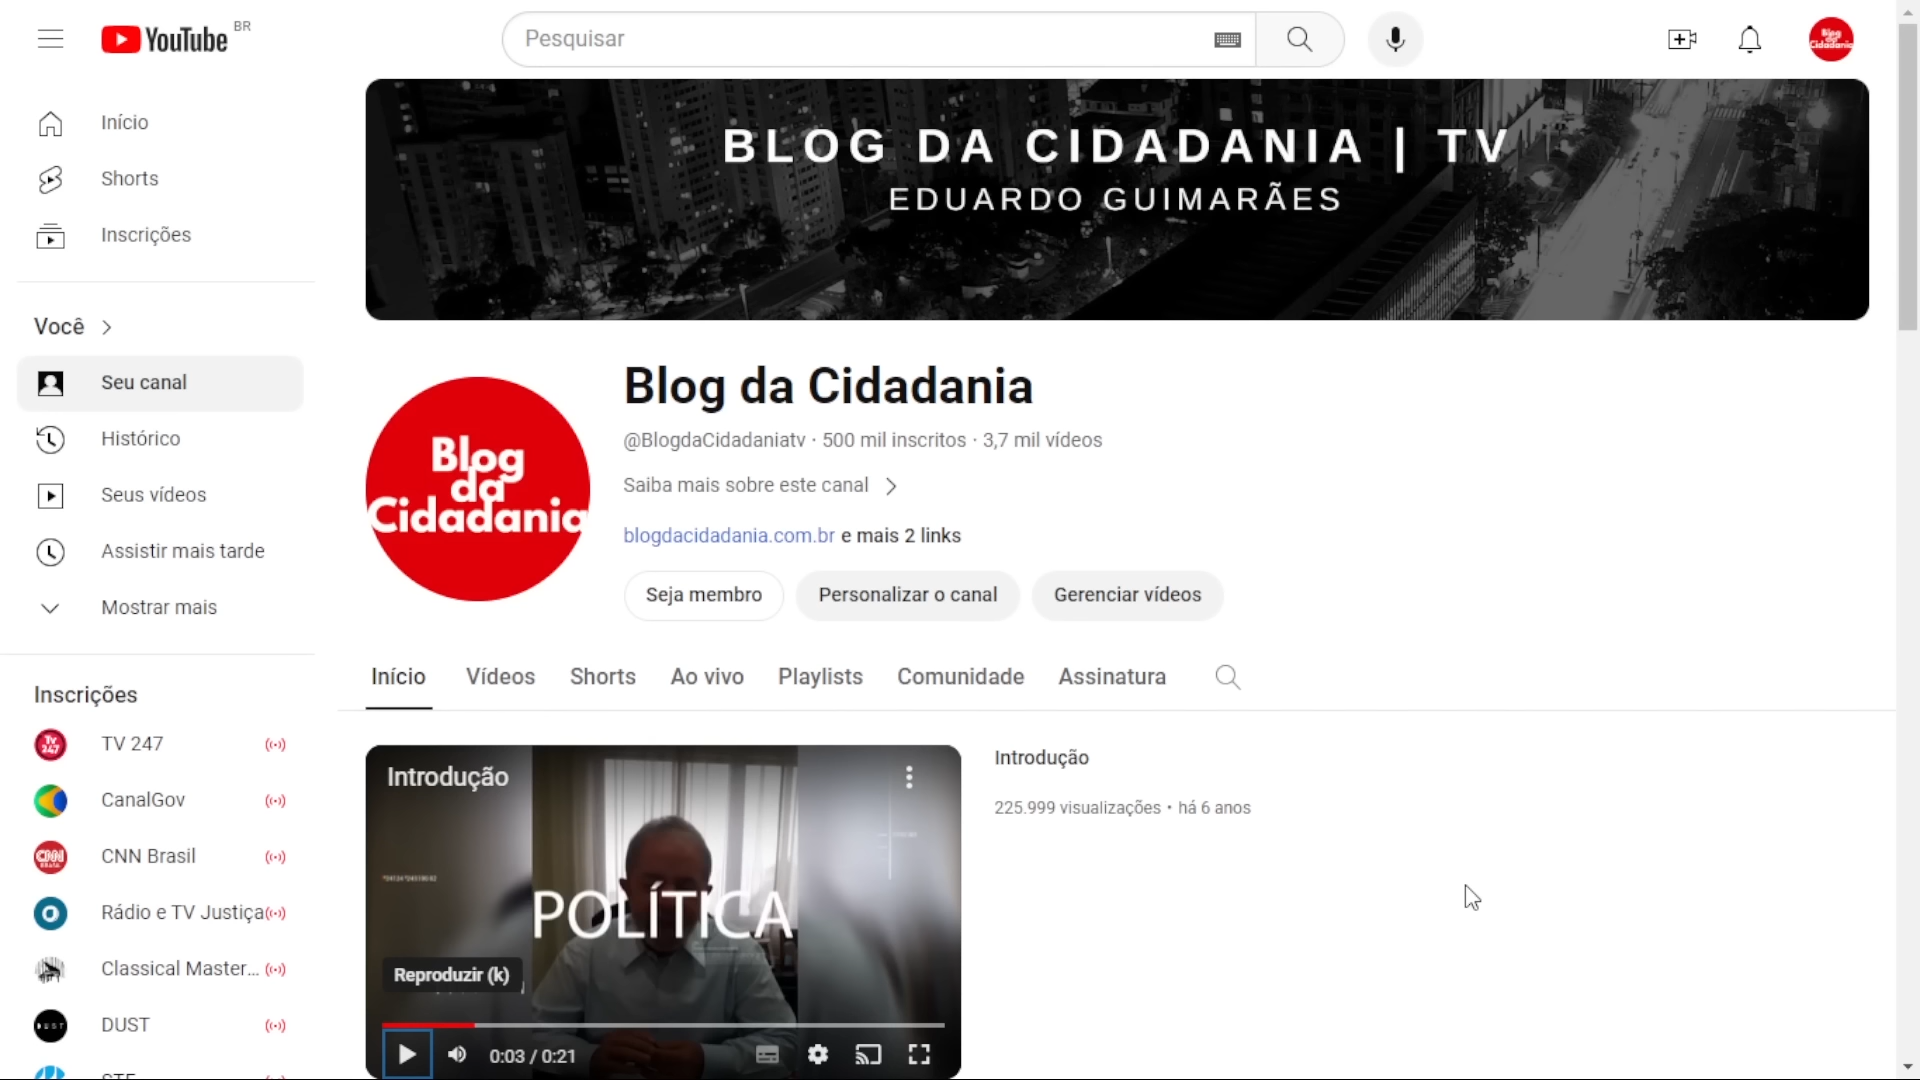 YouTube BR
Pesquisar
Blog
da
Cidadania
Início
Shorts
Inscrições
Você
Seu canal
Histórico
Seus vídeos
Assistir mais tarde
Mostrar mais
Inscrições
TV 247
CanalGov
CNN Brasil
Rádio e TV Justiça
Classical Master...
DUST
BLOG DA CIDADANIA | TV
EDUARDO GUIMARÃES
Blog
da
Cidadania
Blog da Cidadania
@BlogdaCidadaniatv · 500 mil inscritos · 3,7 mil vídeos
Saiba mais sobre este canal
blogdacidadania.com.br e mais 2 links
Seja membro Personalizar o canal Gerenciar vídeos
Início Vídeos Shorts Ao vivo Playlists Comunidade Assinatura
Introdução
POLÍTICA
Reproduzir (k)
0:03 / 0:21
Introdução
225.999 visualizações • há 6 anos